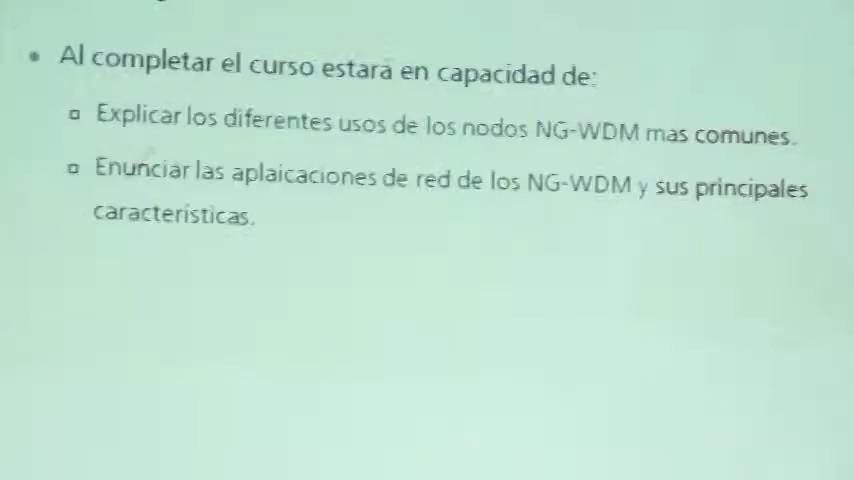 • Al completar el curso estará en capacidad de:
▫ Explicar los diferentes usos de los nodos NG-WDM mas comunes.
▫ Enunciar las aplaicaciones de red de los NG-WDM y sus principales
características.